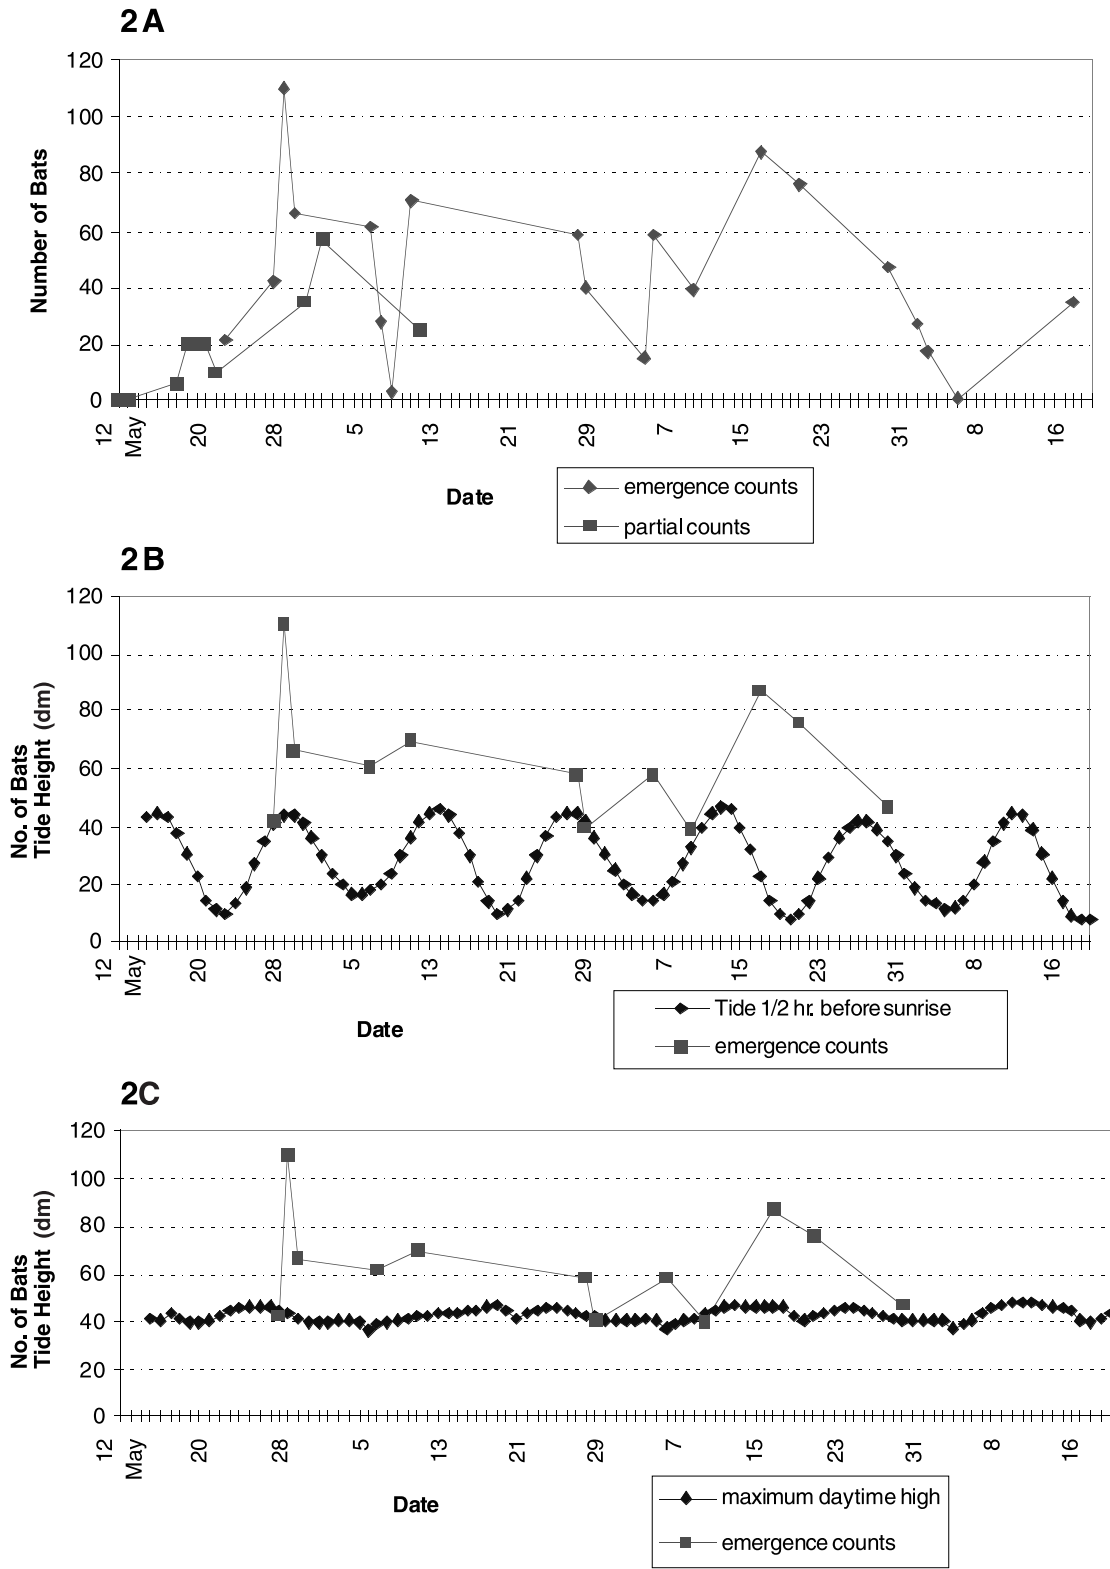 2A
120
100
80
60
40
20
0
Number of Bats
12 May 20 28 5 13 21 29 7 15 23 31 8 16
Date
emergence counts
partial counts
2B
120
100
80
60
40
20
0
No. of Bats
Tide Height (dm)
12 May 20 28 5 13 21 29 7 15 23 31 8 16
Date
Tide 1/2 hr. before sunrise
emergence counts
2C
120
100
80
60
40
20
0
No. of Bats
Tide Height (dm)
12 May 20 28 5 13 21 29 7 15 23 31 8 16
Date
maximum daytime high
emergence counts